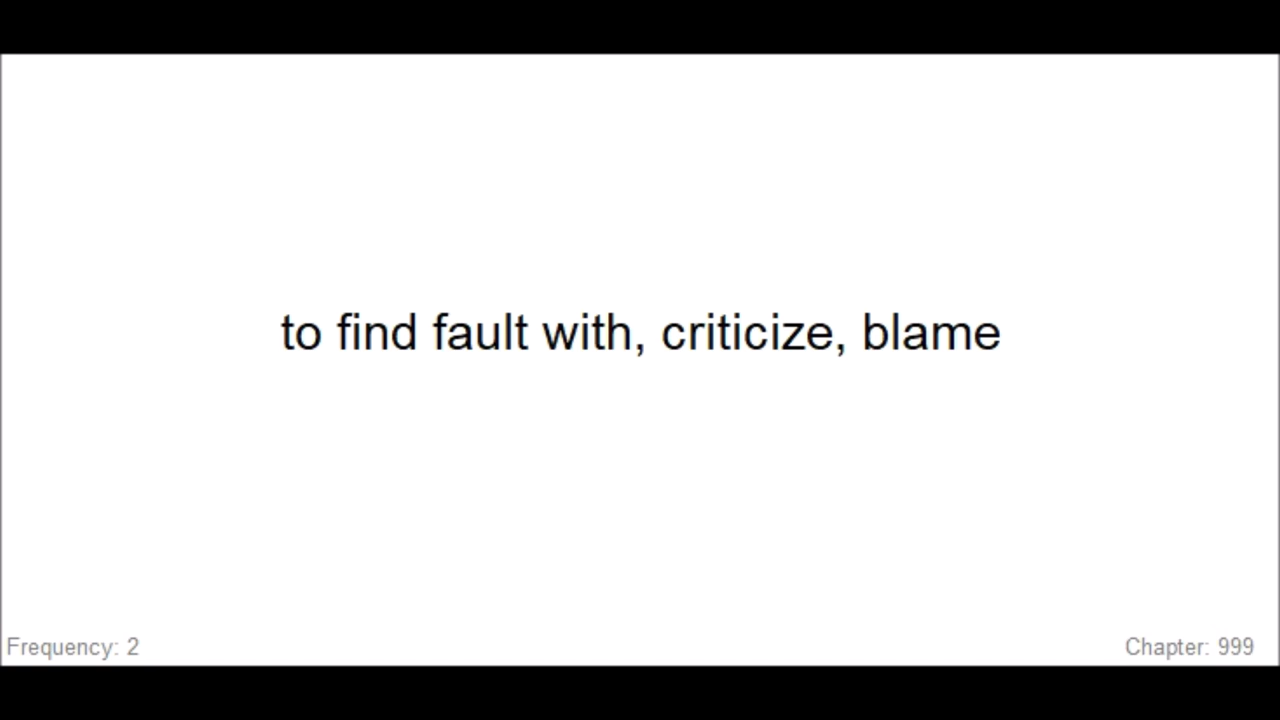 to find fault with, criticize, blame
Frequency: 2
Chapter: 999